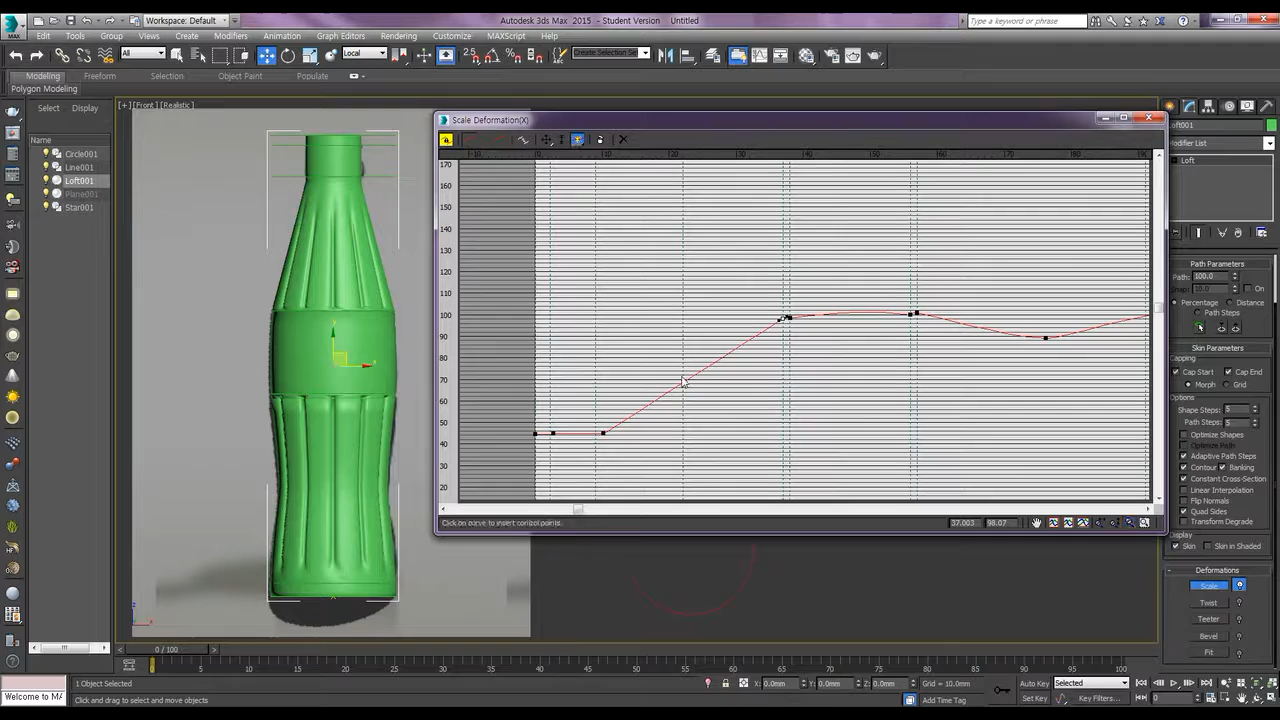 Workspace: Default
Autodesk 3ds Max 2015 - Student Version Untitled
Type a keyword or phrase
MAX
Edit Tools Group Views Create Modifiers Animation Graph Editors Rendering Customize MAXScript Help
All
Local
Create Selection Se
Modeling Freeform Selection Object Paint Populate
Polygon Modeling
Select Display
[+] [Front] [Realistic]
Name
Circle001
Line001
Loft001
Plane001
Star001
Scale Deformation(X)
170
160
150
140
130
120
110
100
90
80
70
60
50
40
30
20
Click on curve to insert control points.
37.003 98.07
Loft001
Modifier List
Loft
Path Parameters
Path: 100.0
Snap: 10.0 On
Percentage Distance
Path Steps
Skin Parameters
Capping
Cap Start Cap End
Morph Grid
Options
Shape Steps: 5
Path Steps: 5
Optimize Shapes
Optimize Path
Adaptive Path Steps
Contour Banking
Constant Cross-Section
Linear Interpolation
Flip Normals
Quad Sides
Transform Degrade
Display
Skin Skin in Shaded
Deformations
Scale
Twist
Teeter
Bevel
Fit
0 / 100
5 10 15 20 25 30 35 40 45 50 55 60 65 70 75 80 85 90 95 100
1 Object Selected
X: 0.0mm Y: 0.0mm Z: 0.0mm Grid = 10.0mm
Auto Key Selected
Welcome to MA
Click and drag to select and move objects
Add Time Tag
Set Key Key Filters...
0